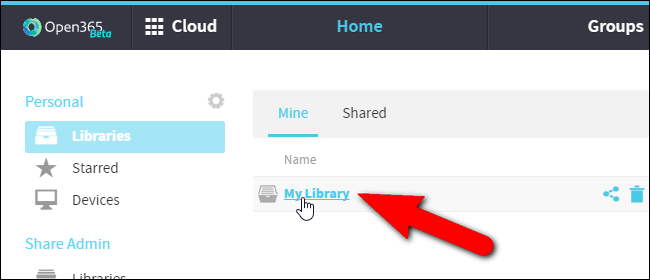 Open365 Beta Cloud Home Groups
Personal
Mine Shared
Libraries
Name
Starred
My Library
Devices
Share Admin
Libraries